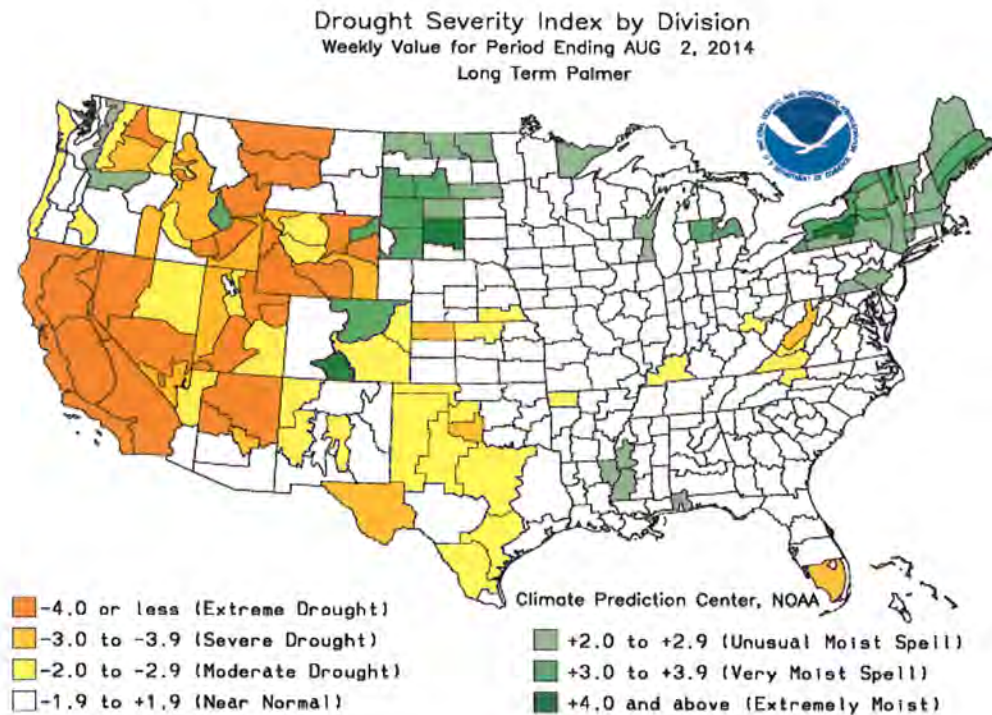 Drought Severity Index by Division
Weekly Value for Period Ending AUG 2, 2014
Long Term Palmer
Climate Prediction Center, NOAA
-4.0 or less (Extreme Drought)
-3.0 to -3.9 (Severe Drought)
-2.0 to -2.9 (Moderate Drought)
-1.9 to +1.9 (Near Normal)
+2.0 to +2.9 (Unusual Moist Spell)
+3.0 to +3.9 (Very Moist Spell)
+4.0 and above (Extremely Moist)